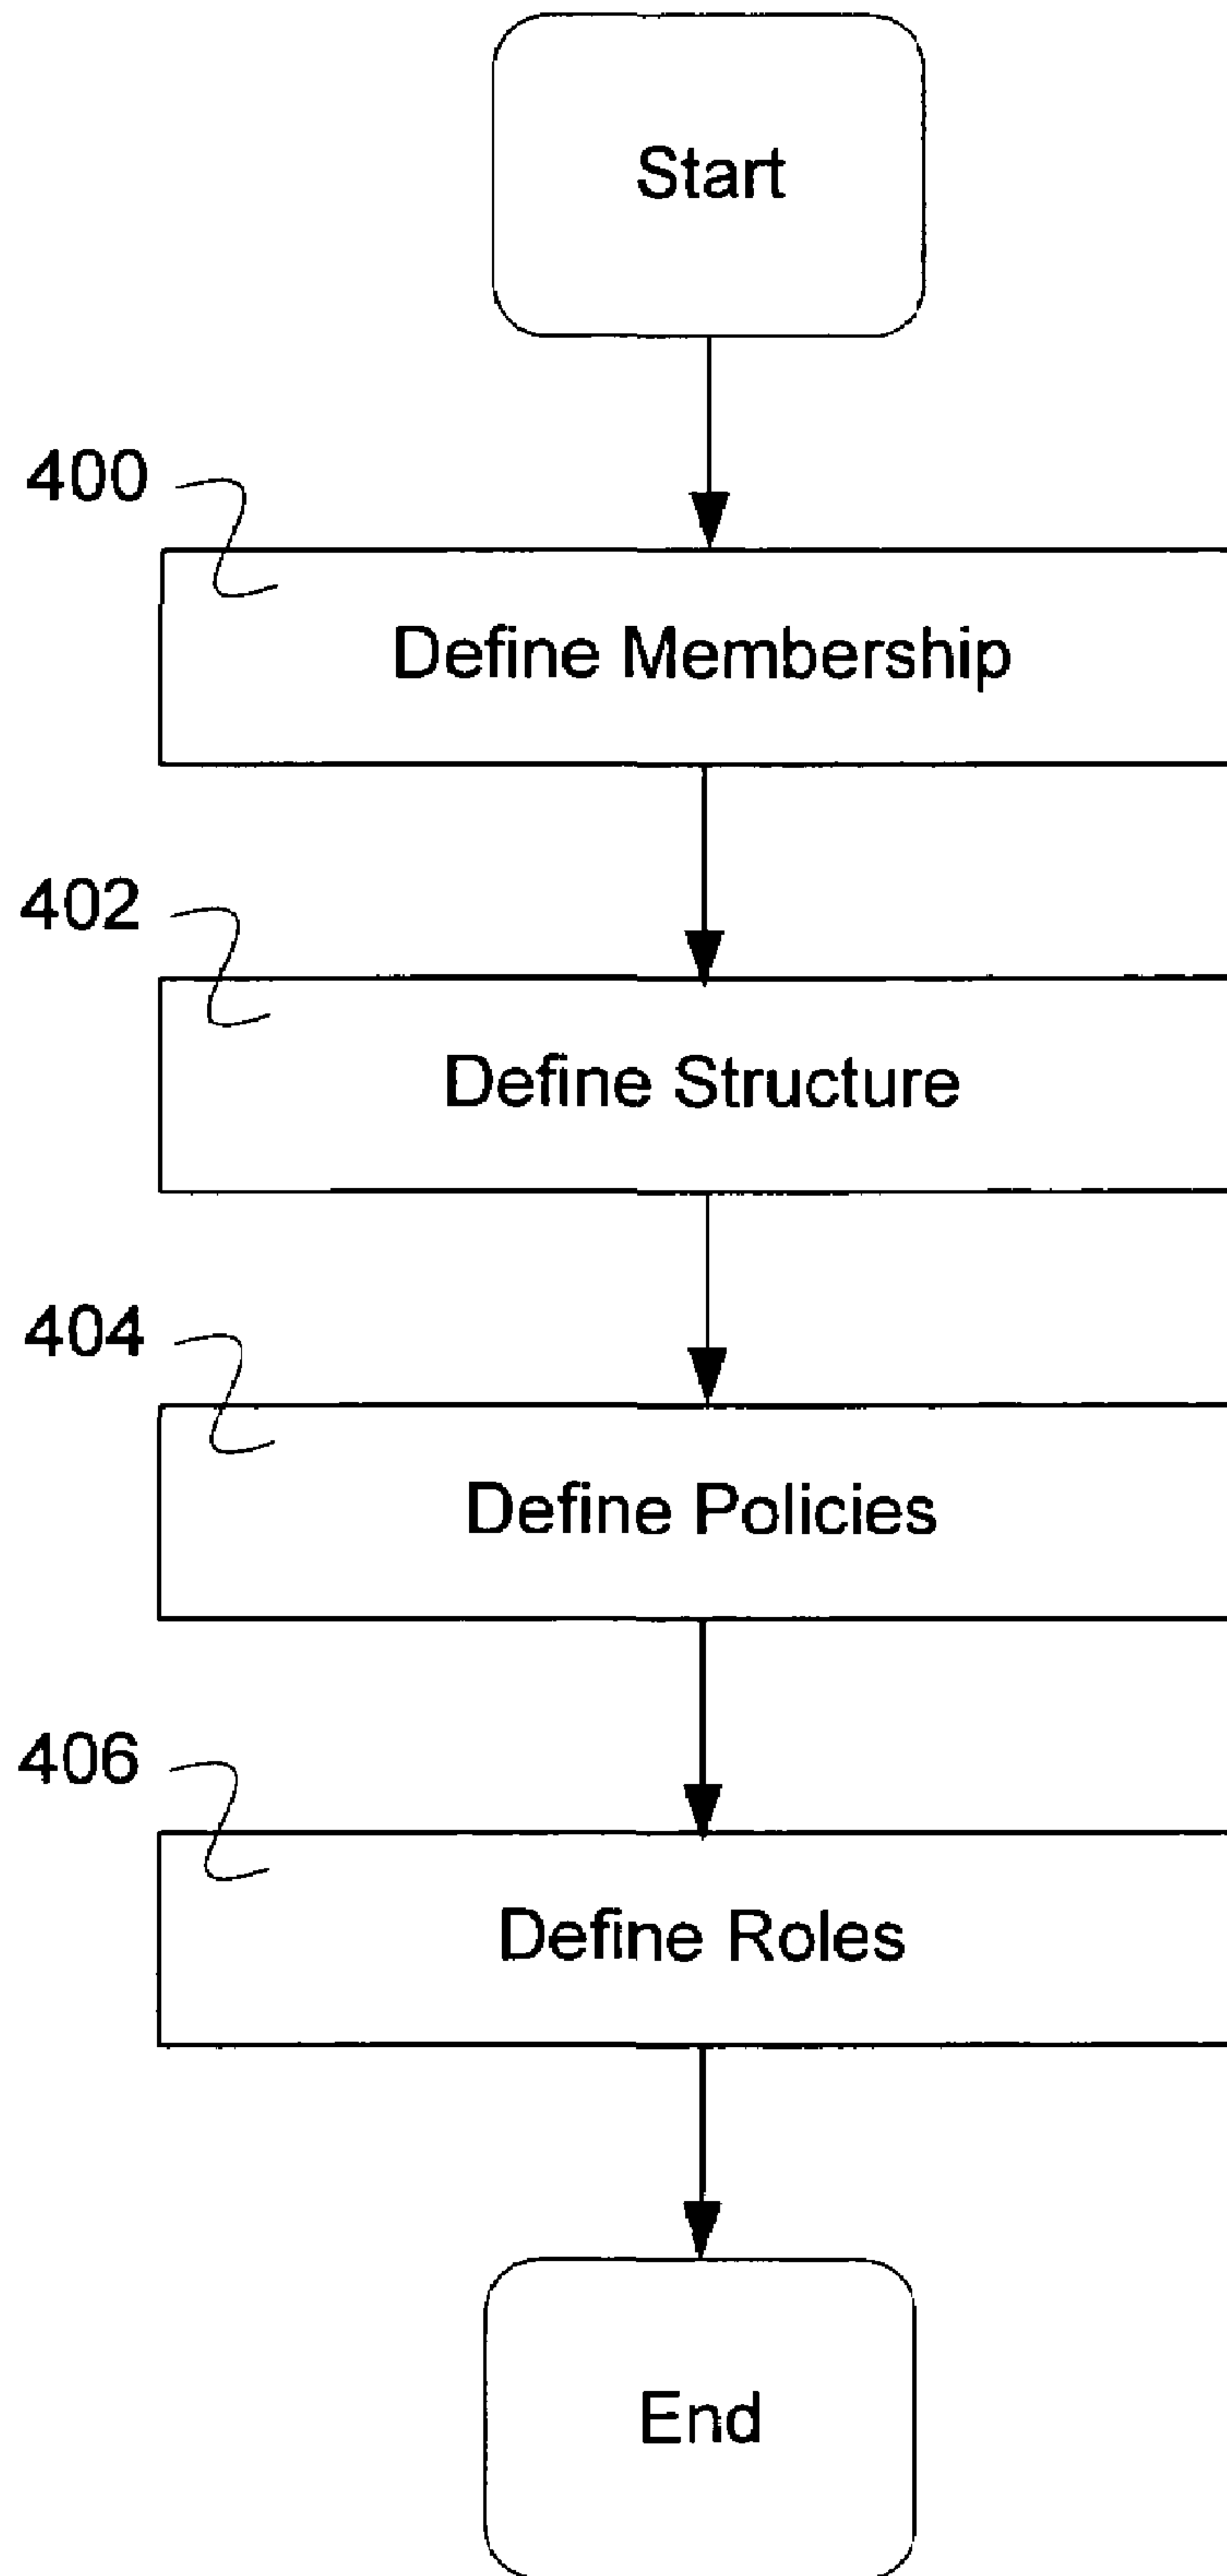 Start
400
Define Membership
402
Define Structure
404
Define Policies
406
Define Roles
End